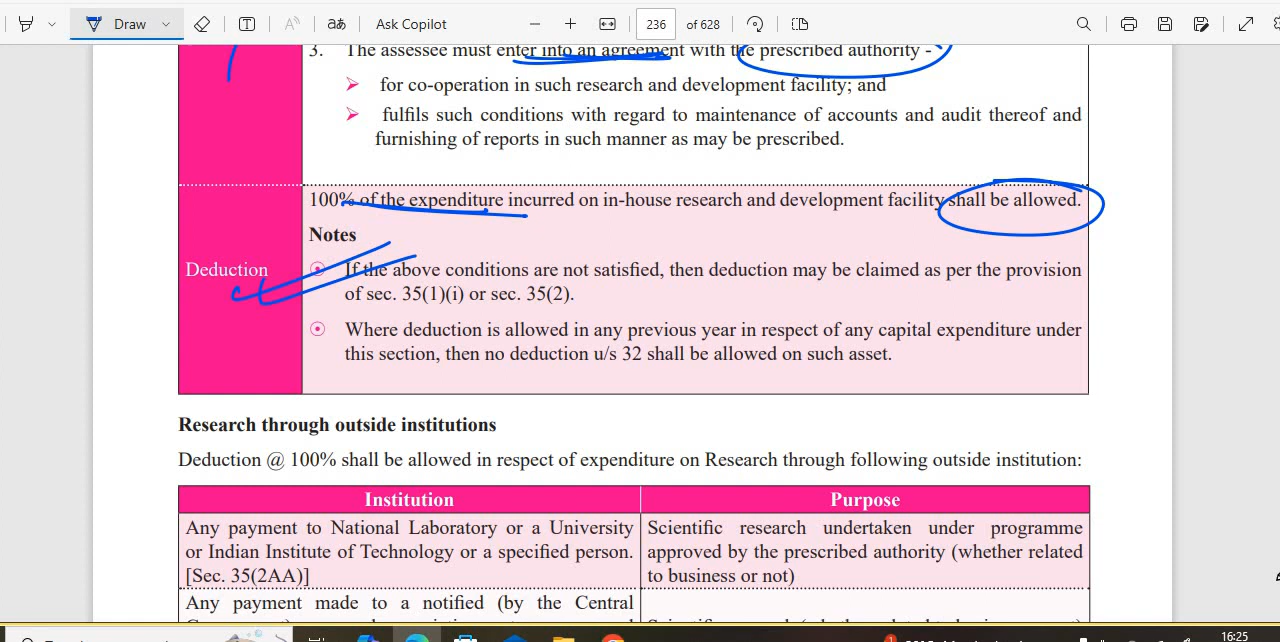 Draw
aあ
Ask Copilot
236 of 628
3. The assessee must enter into an agreement with the prescribed authority -
for co-operation in such research and development facility; and
fulfils such conditions with regard to maintenance of accounts and audit thereof and
furnishing of reports in such manner as may be prescribed.
100% of the expenditure incurred on in-house research and development facility shall be allowed.
Notes
Deduction
If the above conditions are not satisfied, then deduction may be claimed as per the provision
of sec. 35(1)(i) or sec. 35(2).
Where deduction is allowed in any previous year in respect of any capital expenditure under
this section, then no deduction u/s 32 shall be allowed on such asset.
Research through outside institutions
Deduction @ 100% shall be allowed in respect of expenditure on Research through following outside institution:
Institution
Purpose
Any payment to National Laboratory or a University
or Indian Institute of Technology or a specified person.
[Sec. 35(2AA)]
Scientific research undertaken under programme
approved by the prescribed authority (whether related
to business or not)
Any payment made to a notified (by the Central
16:25